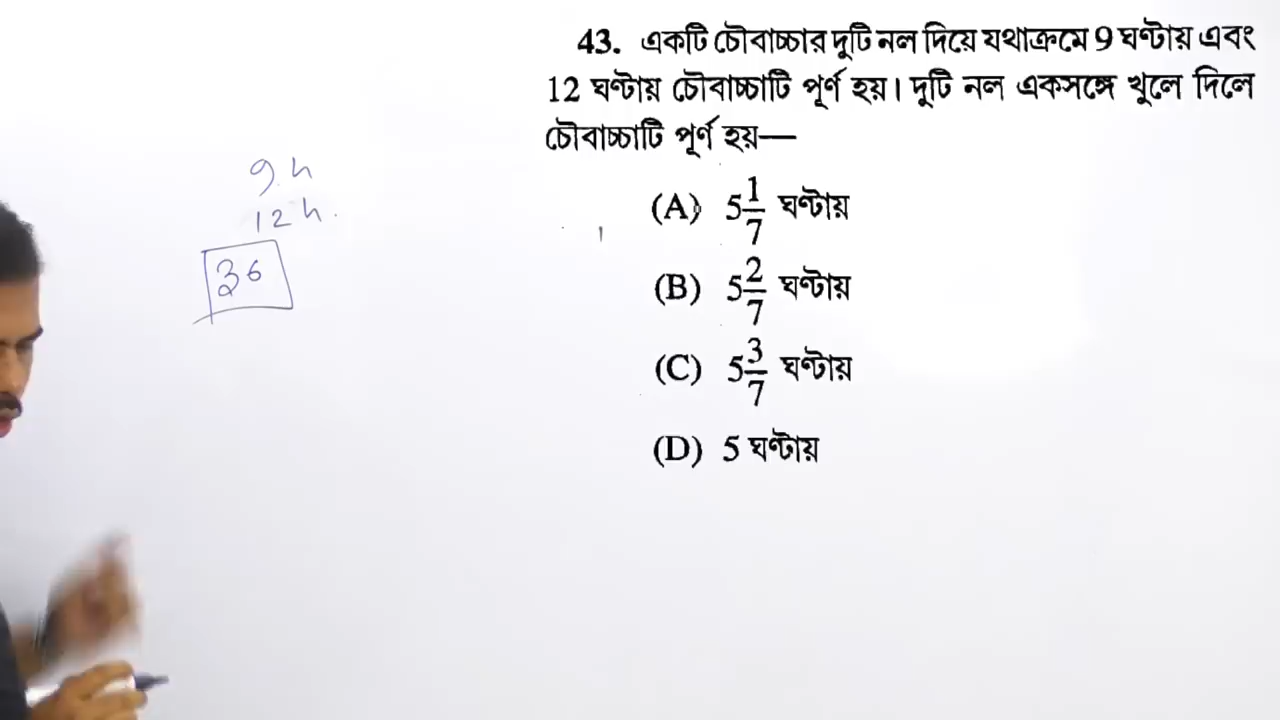 43. একটি চৌবাচ্চার দুটি নল দিয়ে যথাক্রমে 9 ঘণ্টায় এবং
12 ঘণ্টায় চৌবাচ্চাটি পূর্ণ হয়। দুটি নল একসঙ্গে খুলে দিলে
চৌবাচ্চাটি পূর্ণ হয়—
(A) 5 1/7 ঘণ্টায়
(B) 5 2/7 ঘণ্টায়
(C) 5 3/7 ঘণ্টায়
(D) 5 ঘণ্টায়
9 h
12 h
36